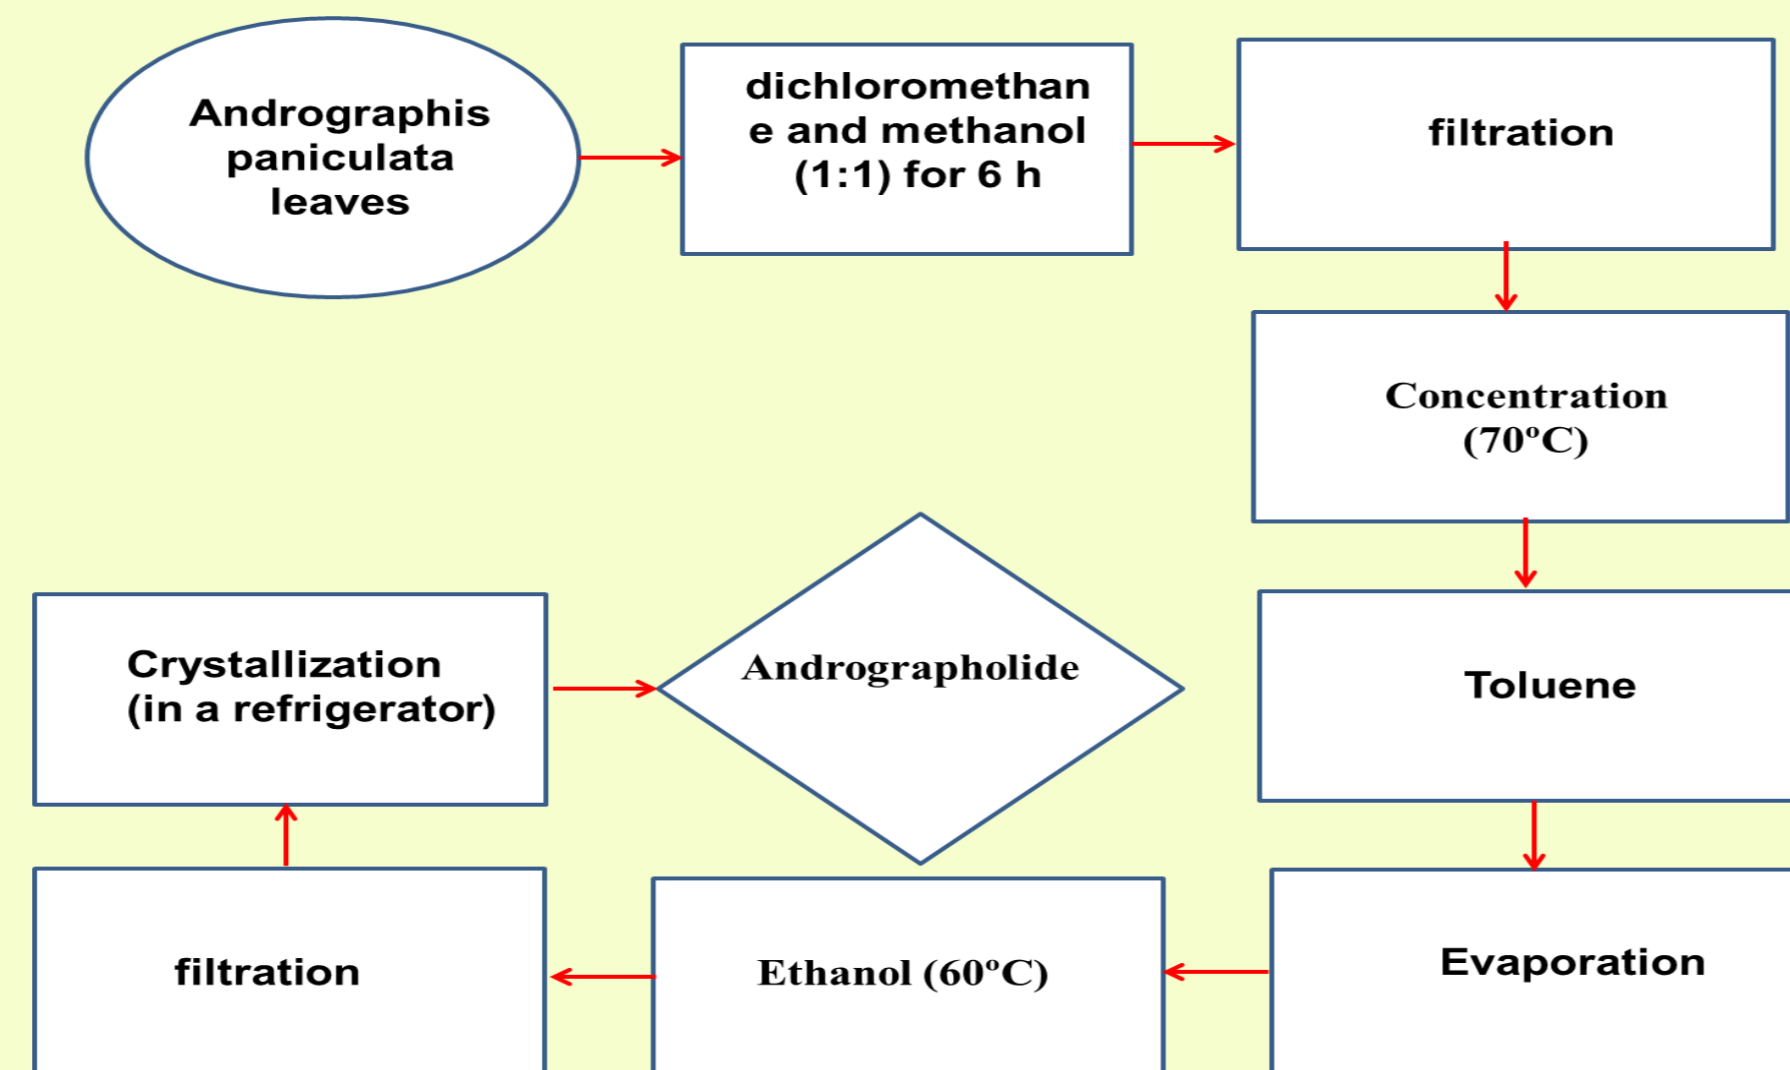 Andrographis
paniculata
leaves
dichloromethan
e and methanol
(1:1) for 6 h
filtration
Concentration
(70ºC)
Toluene
Evaporation
Ethanol (60ºC)
filtration
Crystallization
(in a refrigerator)
Andrographolide